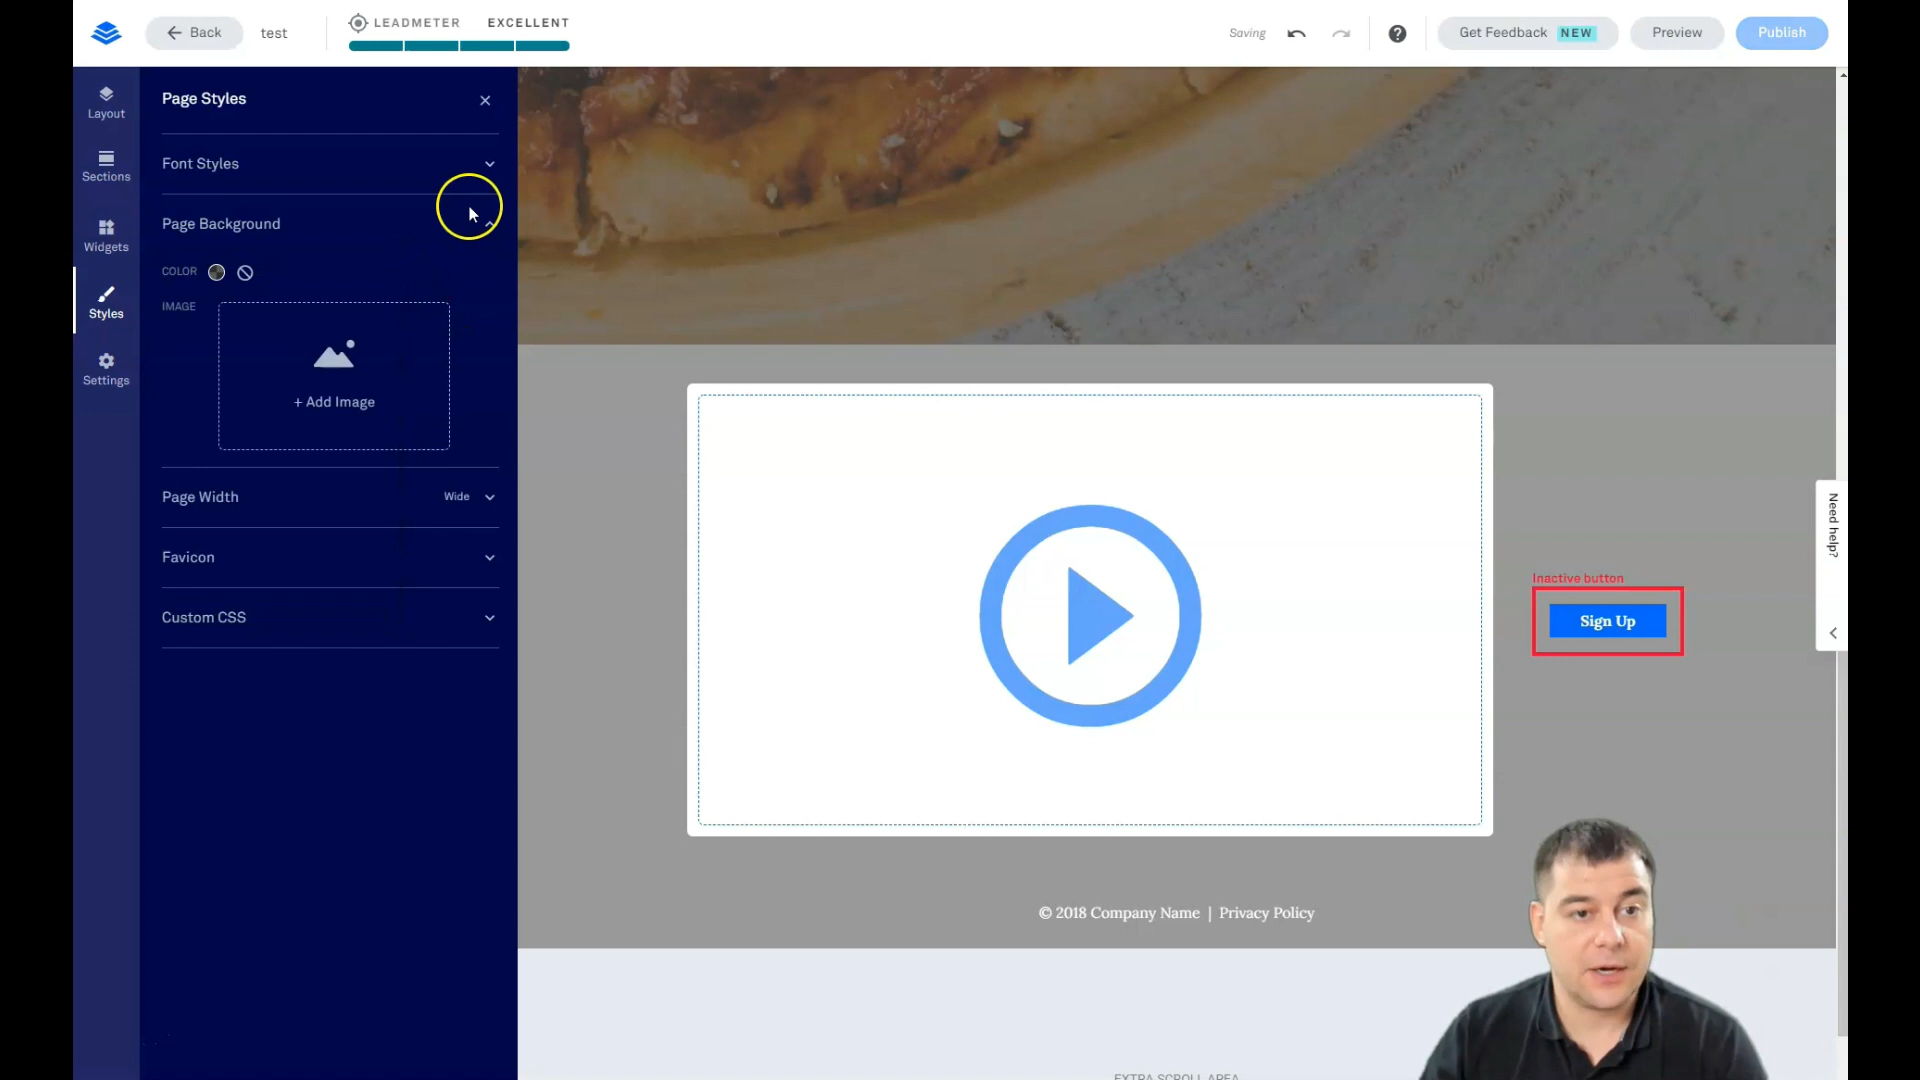 Back
test
LEADMETER EXCELLENT
Saving
Get Feedback NEW
Preview
Publish
Layout
Sections
Widgets
Styles
Settings
Page Styles
Font Styles
Page Background
COLOR
IMAGE
+ Add Image
Page Width Wide
Favicon
Custom CSS
Need help?
Inactive button
Sign Up
© 2018 Company Name | Privacy Policy
EXTRA SCROLL AREA